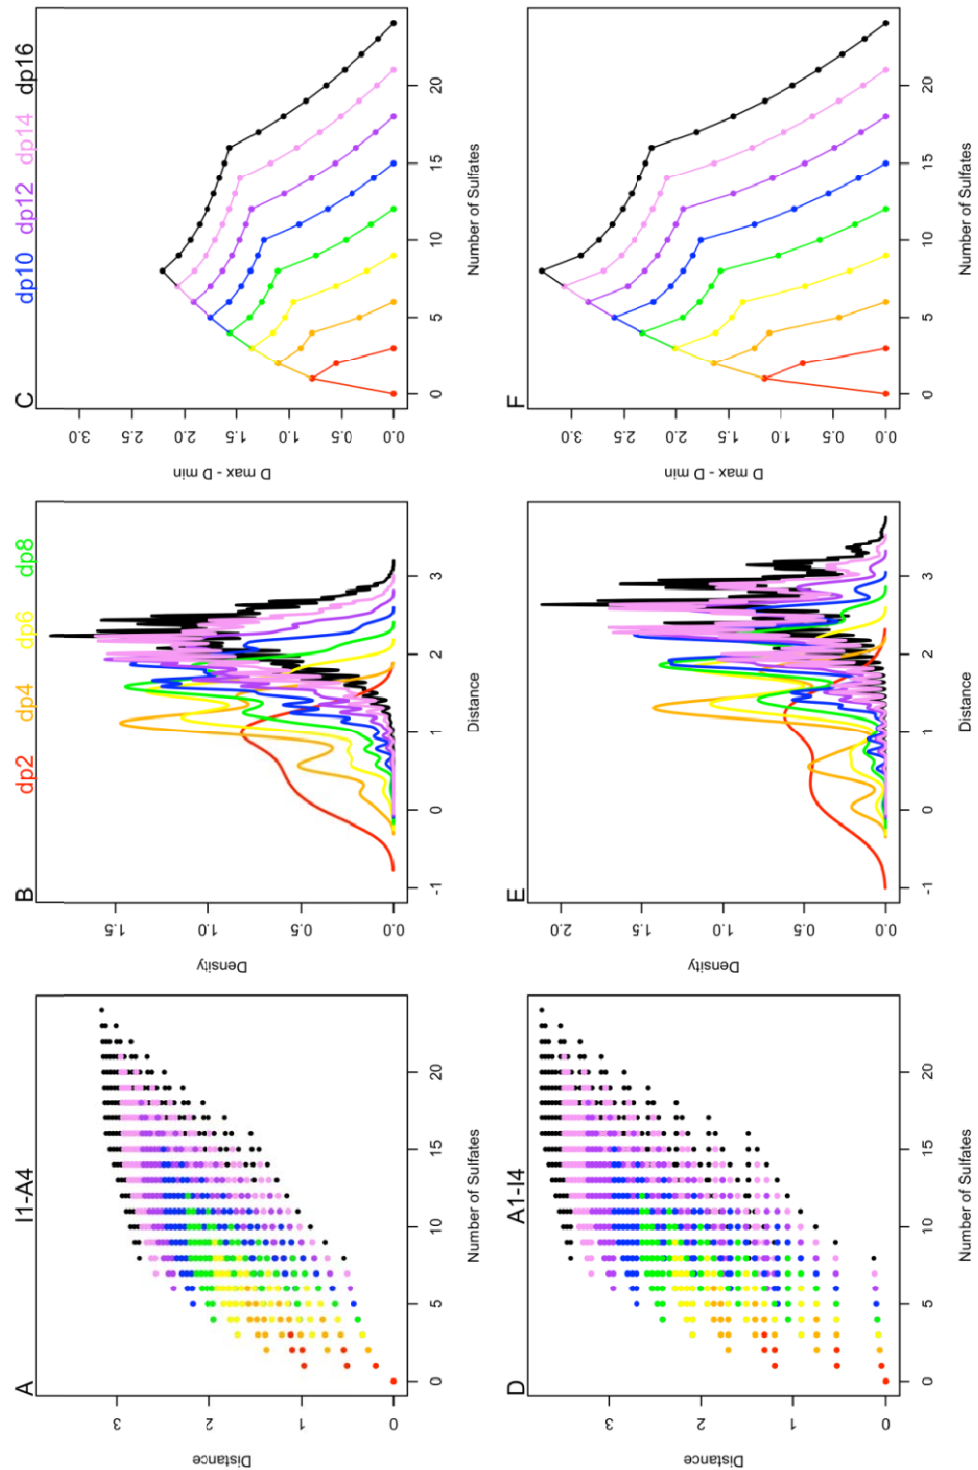 dp2 dp4 dp6 dp8 dp10 dp12 dp14 dp16
A
I1-A4
3
2
1
0
Distance
0 5 10 15 20
Number of Sulfates
B
1.5
1.0
0.5
0.0
Density
-1 0 1 2 3
Distance
C
3.0
2.5
2.0
1.5
1.0
0.5
0.0
D max - D min
0 5 10 15 20
Number of Sulfates
D
A1-I4
3
2
1
0
Distance
0 5 10 15 20
Number of Sulfates
E
2.0
1.5
1.0
0.5
0.0
Density
-1 0 1 2 3
Distance
F
3.0
2.5
2.0
1.5
1.0
0.5
0.0
D max - D min
0 5 10 15 20
Number of Sulfates